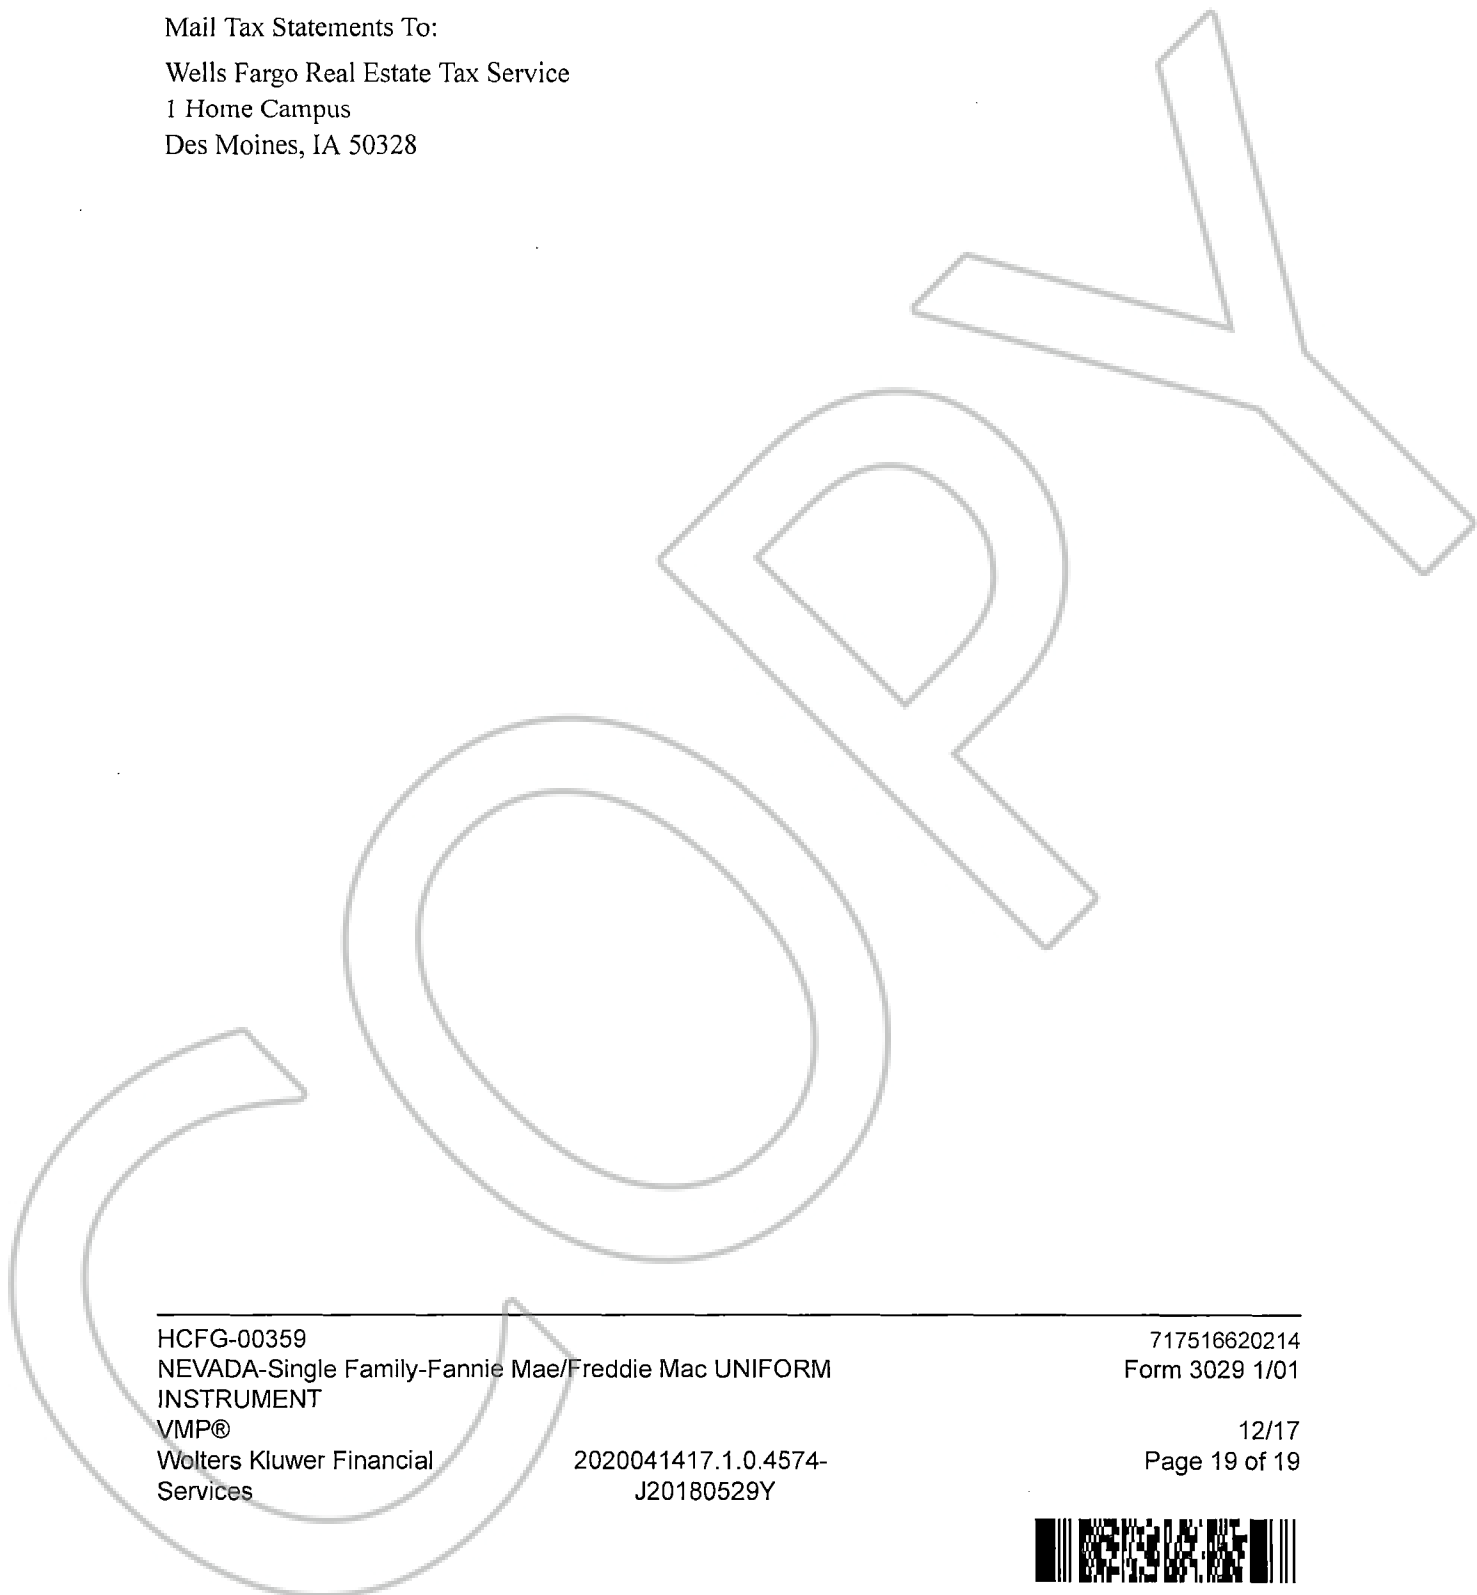 Mail Tax Statements To:
Wells Fargo Real Estate Tax Service
1 Home Campus
Des Moines, IA 50328
COPY
HCFG-00359 717516620214
NEVADA-Single Family-Fannie Mae/Freddie Mac UNIFORM Form 3029 1/01
INSTRUMENT
VMP® 12/17
Wolters Kluwer Financial 2020041417.1.0.4574- Page 19 of 19
Services J20180529Y